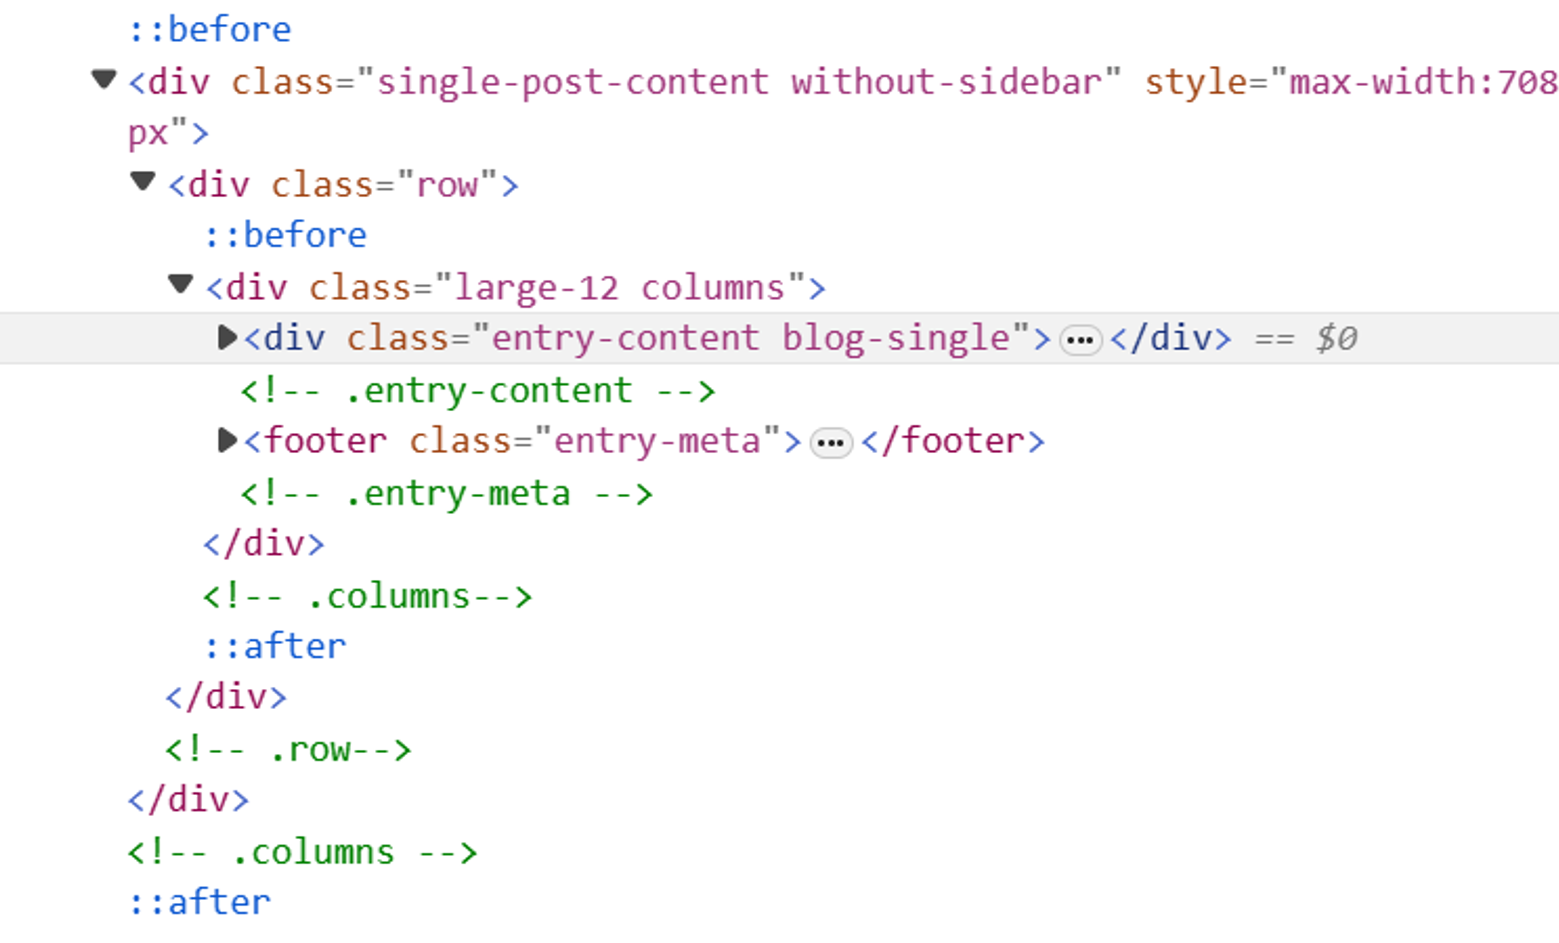 ::before
<div class="single-post-content without-sidebar" style="max-width:708
px">
<div class="row">
::before
<div class="large-12 columns">
<div class="entry-content blog-single">…</div> == $0
<!-- .entry-content -->
<footer class="entry-meta">…</footer>
<!-- .entry-meta -->
</div>
<!-- .columns-->
::after
</div>
<!-- .row-->
</div>
<!-- .columns -->
::after